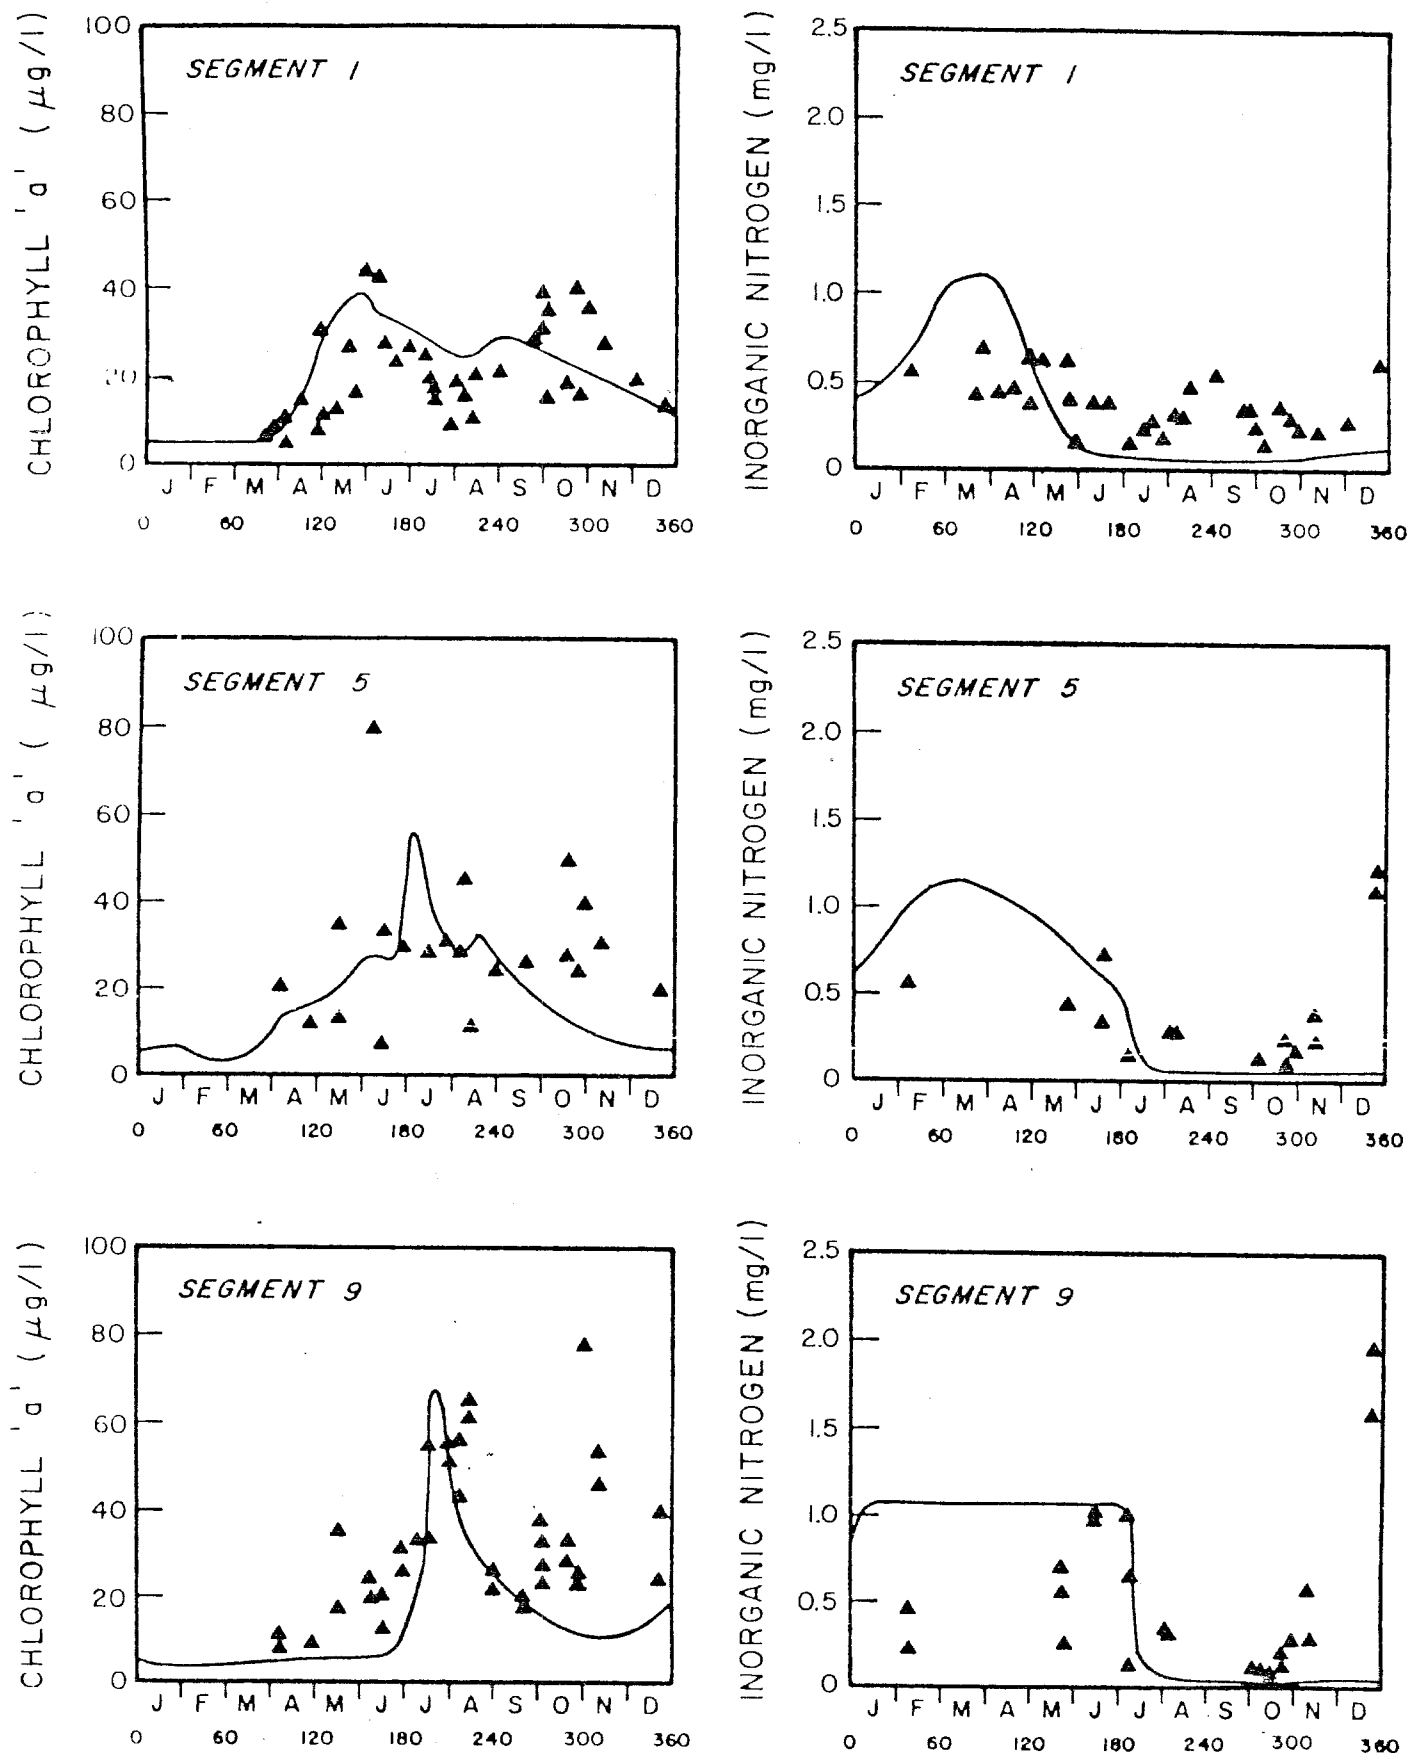 CHLOROPHYLL 'a' (μg/l)
100
80
60
40
20
0
SEGMENT 1
J F M A M J J A S O N D
0 60 120 180 240 300 360
INORGANIC NITROGEN (mg/l)
2.5
2.0
1.5
1.0
0.5
0
SEGMENT 1
J F M A M J J A S O N D
0 60 120 180 240 300 360
CHLOROPHYLL 'a' (μg/l)
100
80
60
40
20
0
SEGMENT 5
J F M A M J J A S O N D
0 60 120 180 240 300 360
INORGANIC NITROGEN (mg/l)
2.5
2.0
1.5
1.0
0.5
0
SEGMENT 5
J F M A M J J A S O N D
0 60 120 180 240 300 360
CHLOROPHYLL 'a' (μg/l)
100
80
60
40
20
0
SEGMENT 9
J F M A M J J A S O N D
0 60 120 180 240 300 360
INORGANIC NITROGEN (mg/l)
2.5
2.0
1.5
1.0
0.5
0
SEGMENT 9
J F M A M J J A S O N D
0 60 120 180 240 300 360